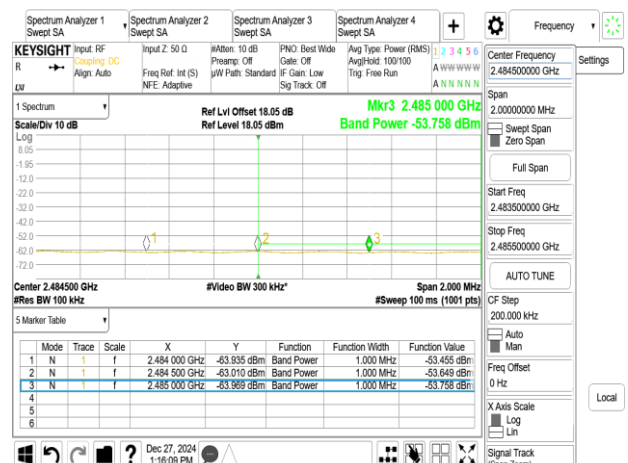 Spectrum Analyzer 1
Swept SA
Spectrum Analyzer 2
Swept SA
Spectrum Analyzer 3
Swept SA
Spectrum Analyzer 4
Swept SA
+
Frequency
KEYSIGHT
R
LXI
Input: RF
Coupling: DC
Align: Auto
Input Z: 50 Ω
Freq Ref: Int (S)
NFE: Adaptive
#Atten: 10 dB
Preamp: Off
µW Path: Standard
PNO: Best Wide
Gate: Off
IF Gain: Low
Sig Track: Off
Avg Type: Power (RMS)
Avg|Hold: 100/100
Trig: Free Run
1 2 3 4 5 6
A W W W W W
A N N N N N
1 Spectrum
Scale/Div 10 dB
Ref Lvl Offset 18.05 dB
Ref Level 18.05 dBm
Mkr3 2.485 000 GHz
Band Power -53.758 dBm
Log
8.05
-1.95
-12.0
-22.0
-32.0
-42.0
-52.0
-62.0
-72.0
1
2
3
Center 2.484500 GHz
#Video BW 300 kHz*
Span 2.000 MHz
#Res BW 100 kHz
#Sweep 100 ms (1001 pts)
5 Marker Table
Mode Trace Scale X Y Function Function Width Function Value
1 N 1 f 2.484 000 GHz -63.935 dBm Band Power 1.000 MHz -53.455 dBm
2 N 1 f 2.484 500 GHz -63.010 dBm Band Power 1.000 MHz -53.649 dBm
3 N 1 f 2.485 000 GHz -63.969 dBm Band Power 1.000 MHz -53.758 dBm
4
5
6
Dec 27, 2024
1:16:09 PM
Center Frequency
2.484500000 GHz
Settings
Span
2.00000000 MHz
Swept Span
Zero Span
Full Span
Start Freq
2.483500000 GHz
Stop Freq
2.485500000 GHz
AUTO TUNE
CF Step
200.000 kHz
Auto
Man
Freq Offset
0 Hz
Local
X Axis Scale
Log
Lin
Signal Track